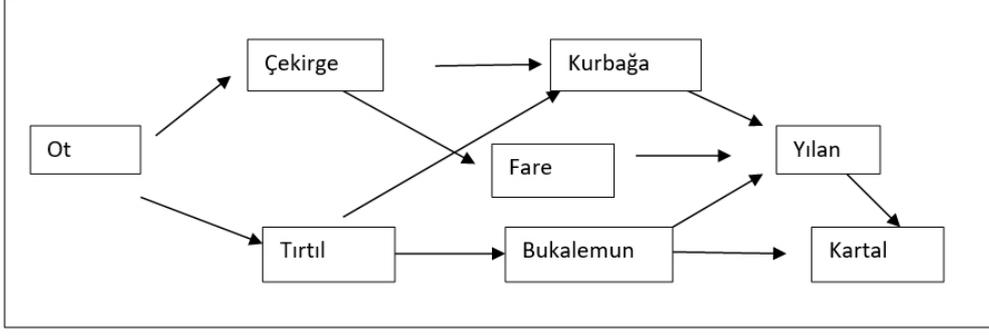 Çekirge
Kurbağa
Ot
Fare
Yılan
Tırtıl
Bukalemun
Kartal